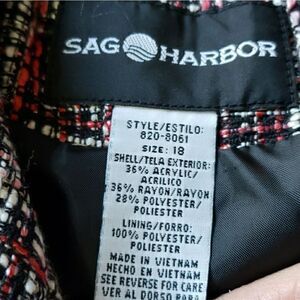 SAG HARBOR
STYLE/ESTILO:
820-8061
SIZE: 18
SHELL/TELA EXTERIOR:
36% ACRYLIC/
ACRILICO
36% RAYON/RAYON
28% POLYESTER/
POLIESTER
LINING/FORRO:
100% POLYESTER/
POLIESTER
MADE IN VIETNAM
HECHO EN VIETNAM
SEE REVERSE FOR CARE
VER AL DORSO PARA